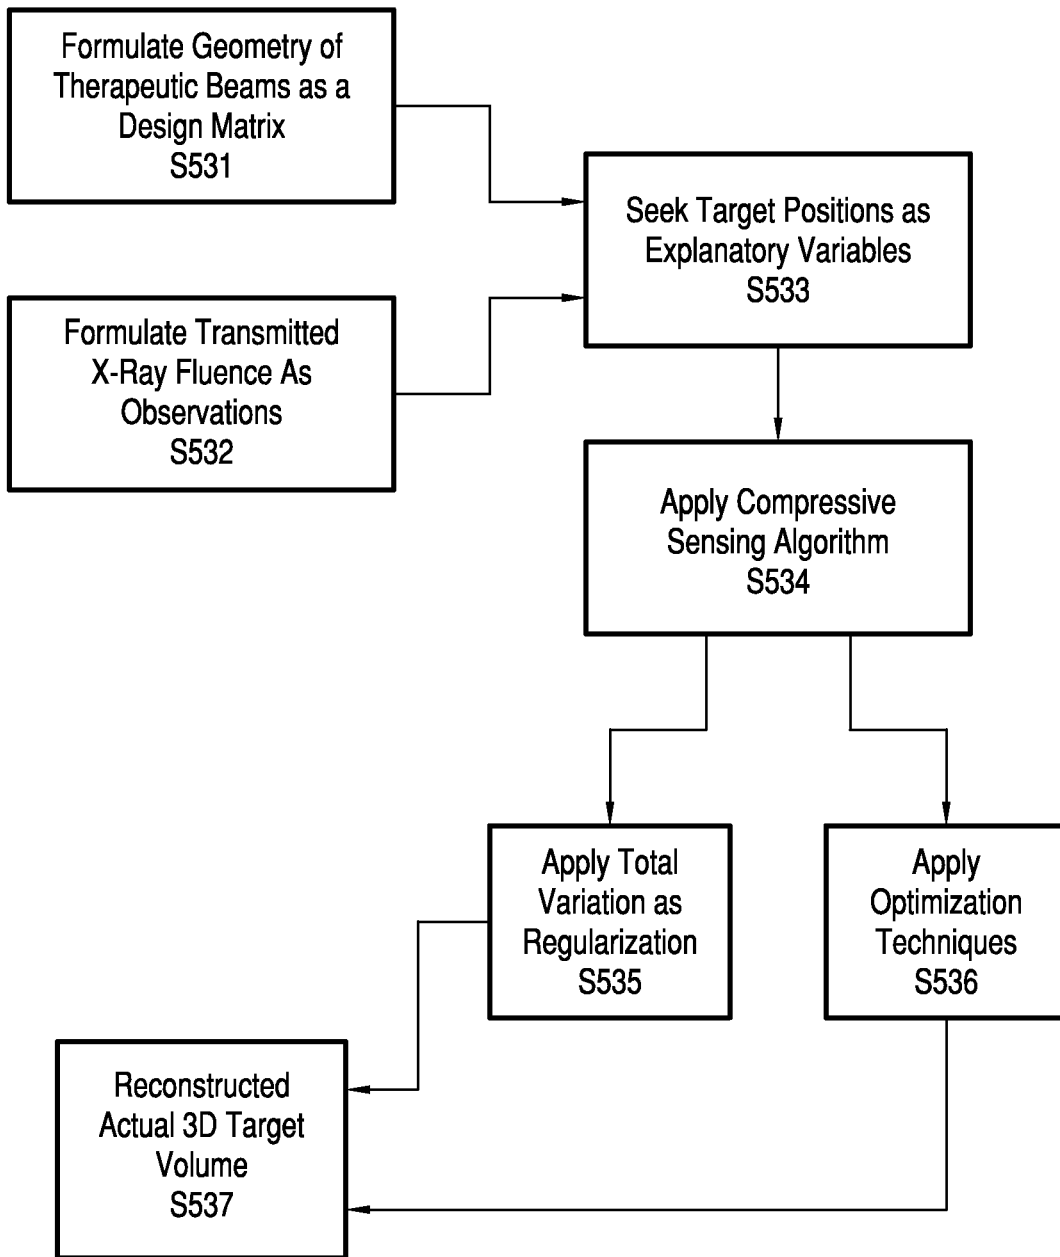 Formulate Geometry of
Therapeutic Beams as a
Design Matrix
S531
Formulate Transmitted
X-Ray Fluence As
Observations
S532
Seek Target Positions as
Explanatory Variables
S533
Apply Compressive
Sensing Algorithm
S534
Apply Total
Variation as
Regularization
S535
Apply
Optimization
Techniques
S536
Reconstructed
Actual 3D Target
Volume
S537